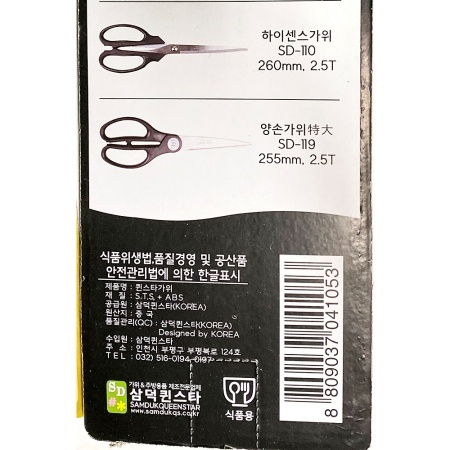 하이센스가위
SD-110
260mm, 2.5T
양손가위特大
SD-119
255mm, 2.5T
식품위생법,품질경영 및 공산품
안전관리법에 의한 한글표시
제품명 : 퀸스타가위
재 질 : S.T.S. + ABS
공급원 : 삼덕퀸스타(KOREA)
원산지 : 중 국
품질관리(QC) : 삼덕퀸스타(KOREA)
Designed by KOREA
수입원 : 삼덕퀸스타
주 소 : 인천시 부평구 부평북로 124호
T E L : 032) 516-0194, 0197
SD
가위 & 주방용품 제조전문업체
삼덕퀸스타
SAMDUKQUEENSTAR
www.samdukqs.co.kr
식품용
8 809037 041053